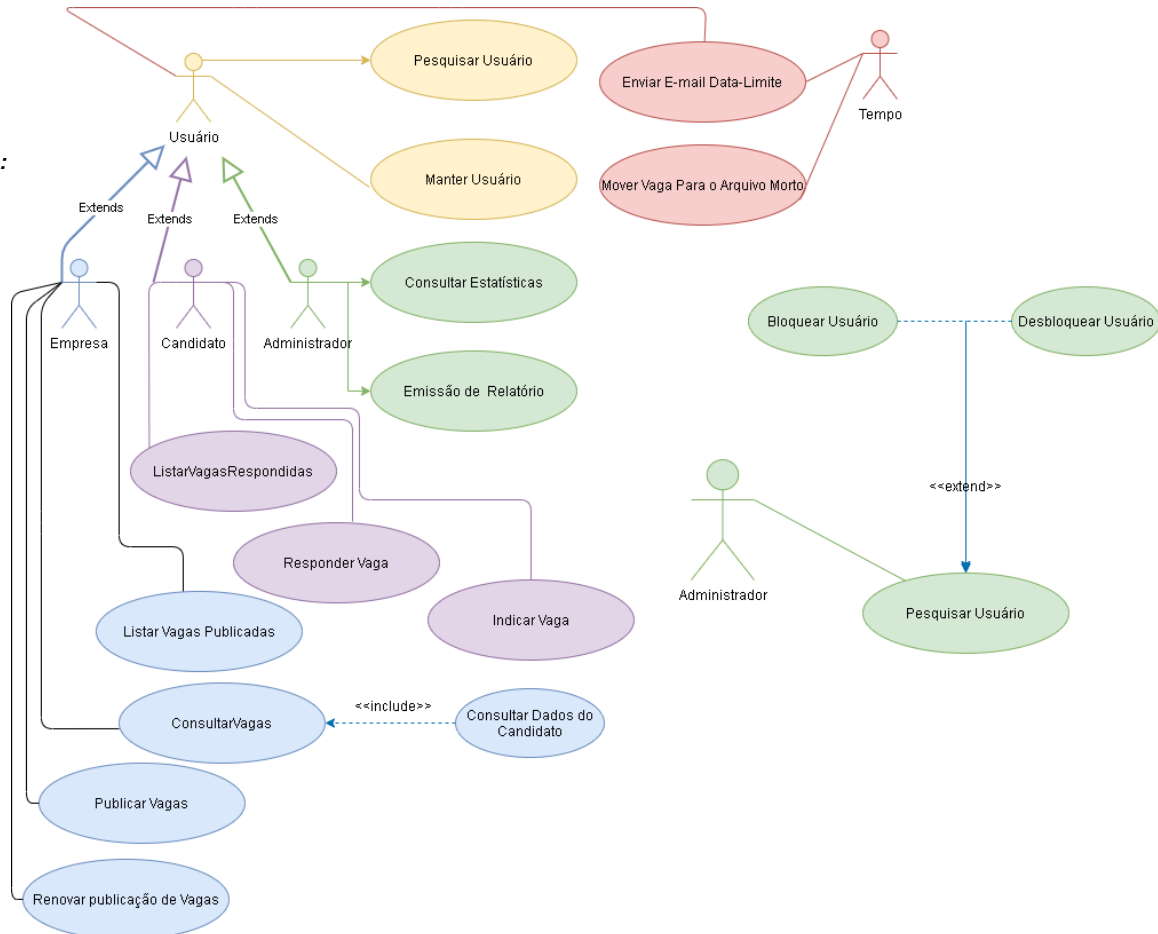 Pesquisar Usuário
Enviar E-mail Data-Limite
Tempo
Usuário
:
Manter Usuário
Mover Vaga Para o Arquivo Morto
Extends
Extends
Extends
Consultar Estatísticas
Bloquear Usuário
Desbloquear Usuário
Empresa
Candidato
Administrador
Emissão de Relatório
ListarVagasRespondidas
<<extend>>
Responder Vaga
Administrador
Pesquisar Usuário
Indicar Vaga
Listar Vagas Publicadas
<<include>>
ConsultarVagas
Consultar Dados do
Candidato
Publicar Vagas
Renovar publicação de Vagas